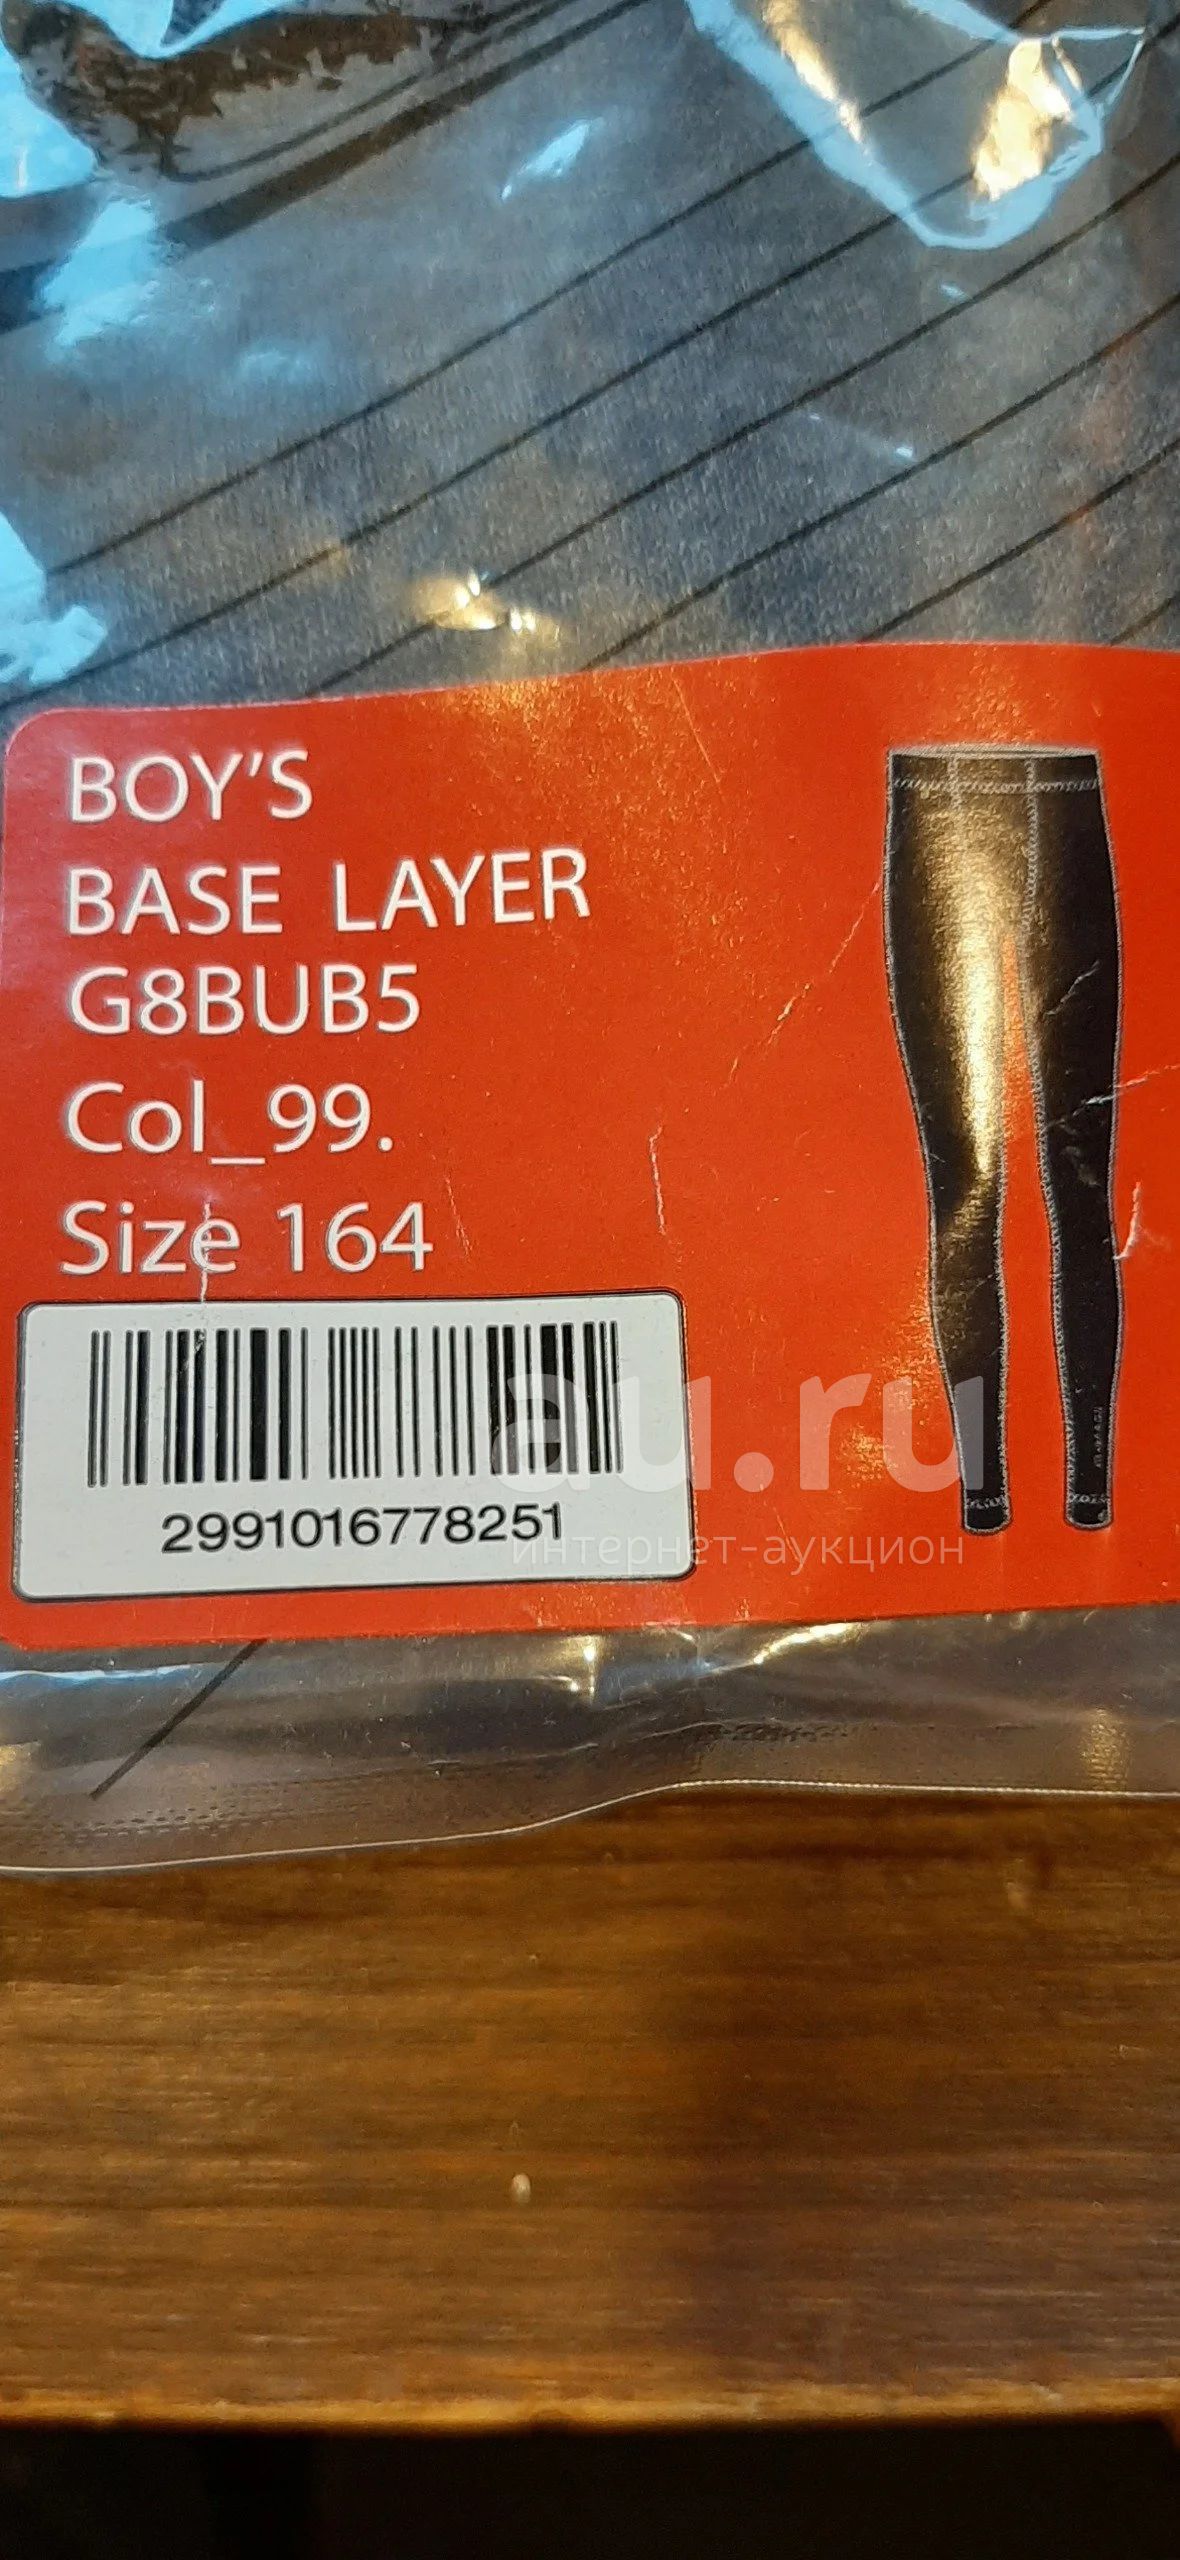 BOY'S
BASE LAYER
G8BUB5
Col_99.
Size 164
2991016778251
au.ru
интернет-аукцион